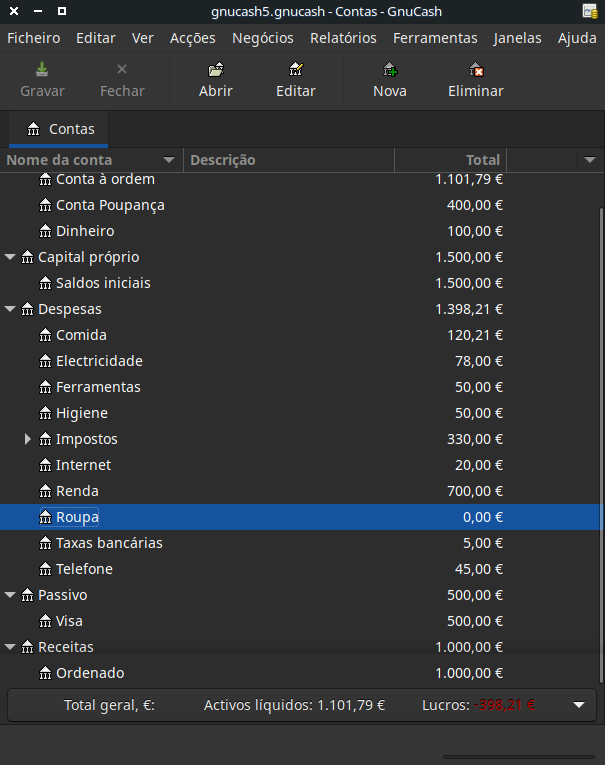 gnucash5.gnucash - Contas - GnuCash
Ficheiro Editar Ver Acções Negócios Relatórios Ferramentas Janelas Ajuda
Gravar Fechar Abrir Editar Nova Eliminar
Contas
Nome da conta Descrição Total
Conta à ordem 1.101,79 €
Conta Poupança 400,00 €
Dinheiro 100,00 €
Capital próprio 1.500,00 €
Saldos iniciais 1.500,00 €
Despesas 1.398,21 €
Comida 120,21 €
Electricidade 78,00 €
Ferramentas 50,00 €
Higiene 50,00 €
Impostos 330,00 €
Internet 20,00 €
Renda 700,00 €
Roupa 0,00 €
Taxas bancárias 5,00 €
Telefone 45,00 €
Passivo 500,00 €
Visa 500,00 €
Receitas 1.000,00 €
Ordenado 1.000,00 €
Total geral, €: Activos líquidos: 1.101,79 € Lucros: -398,21 €